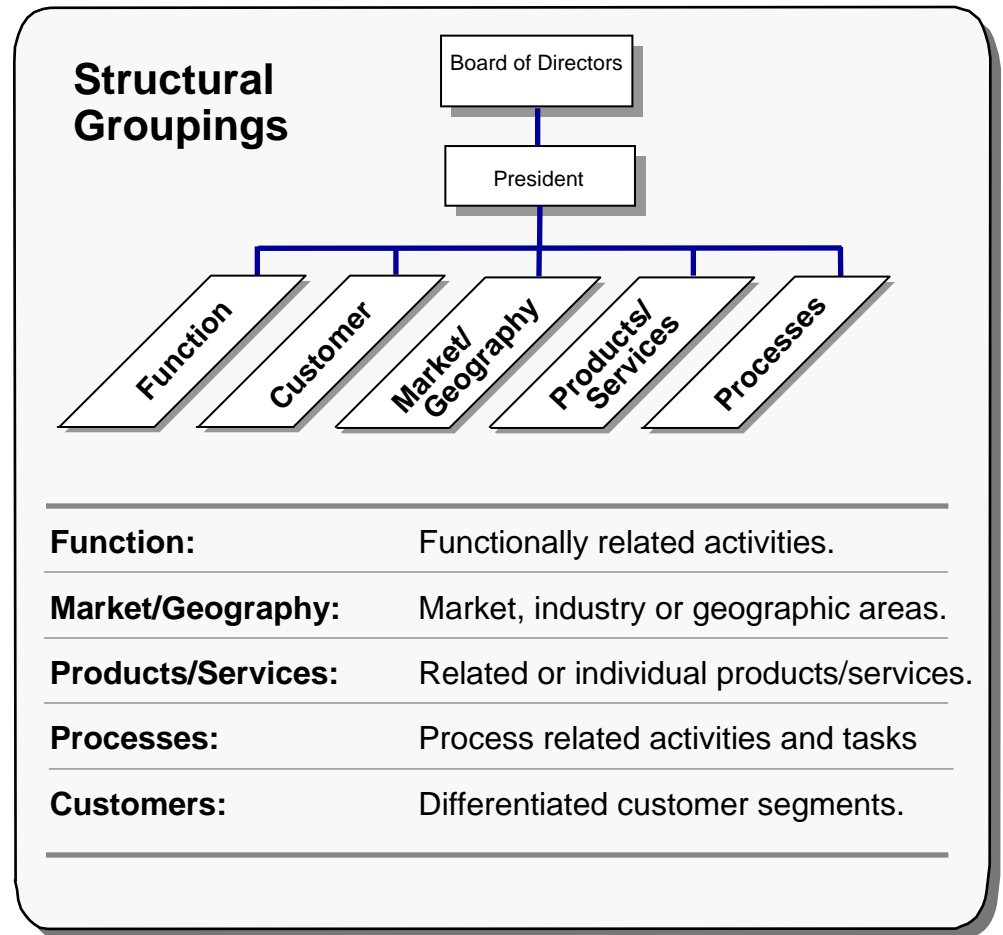 Structural
Groupings
Board of Directors
President
Function
Customer
Market/
Geography
Products/
Services
Processes
Function: Functionally related activities.
Market/Geography: Market, industry or geographic areas.
Products/Services: Related or individual products/services.
Processes: Process related activities and tasks
Customers: Differentiated customer segments.